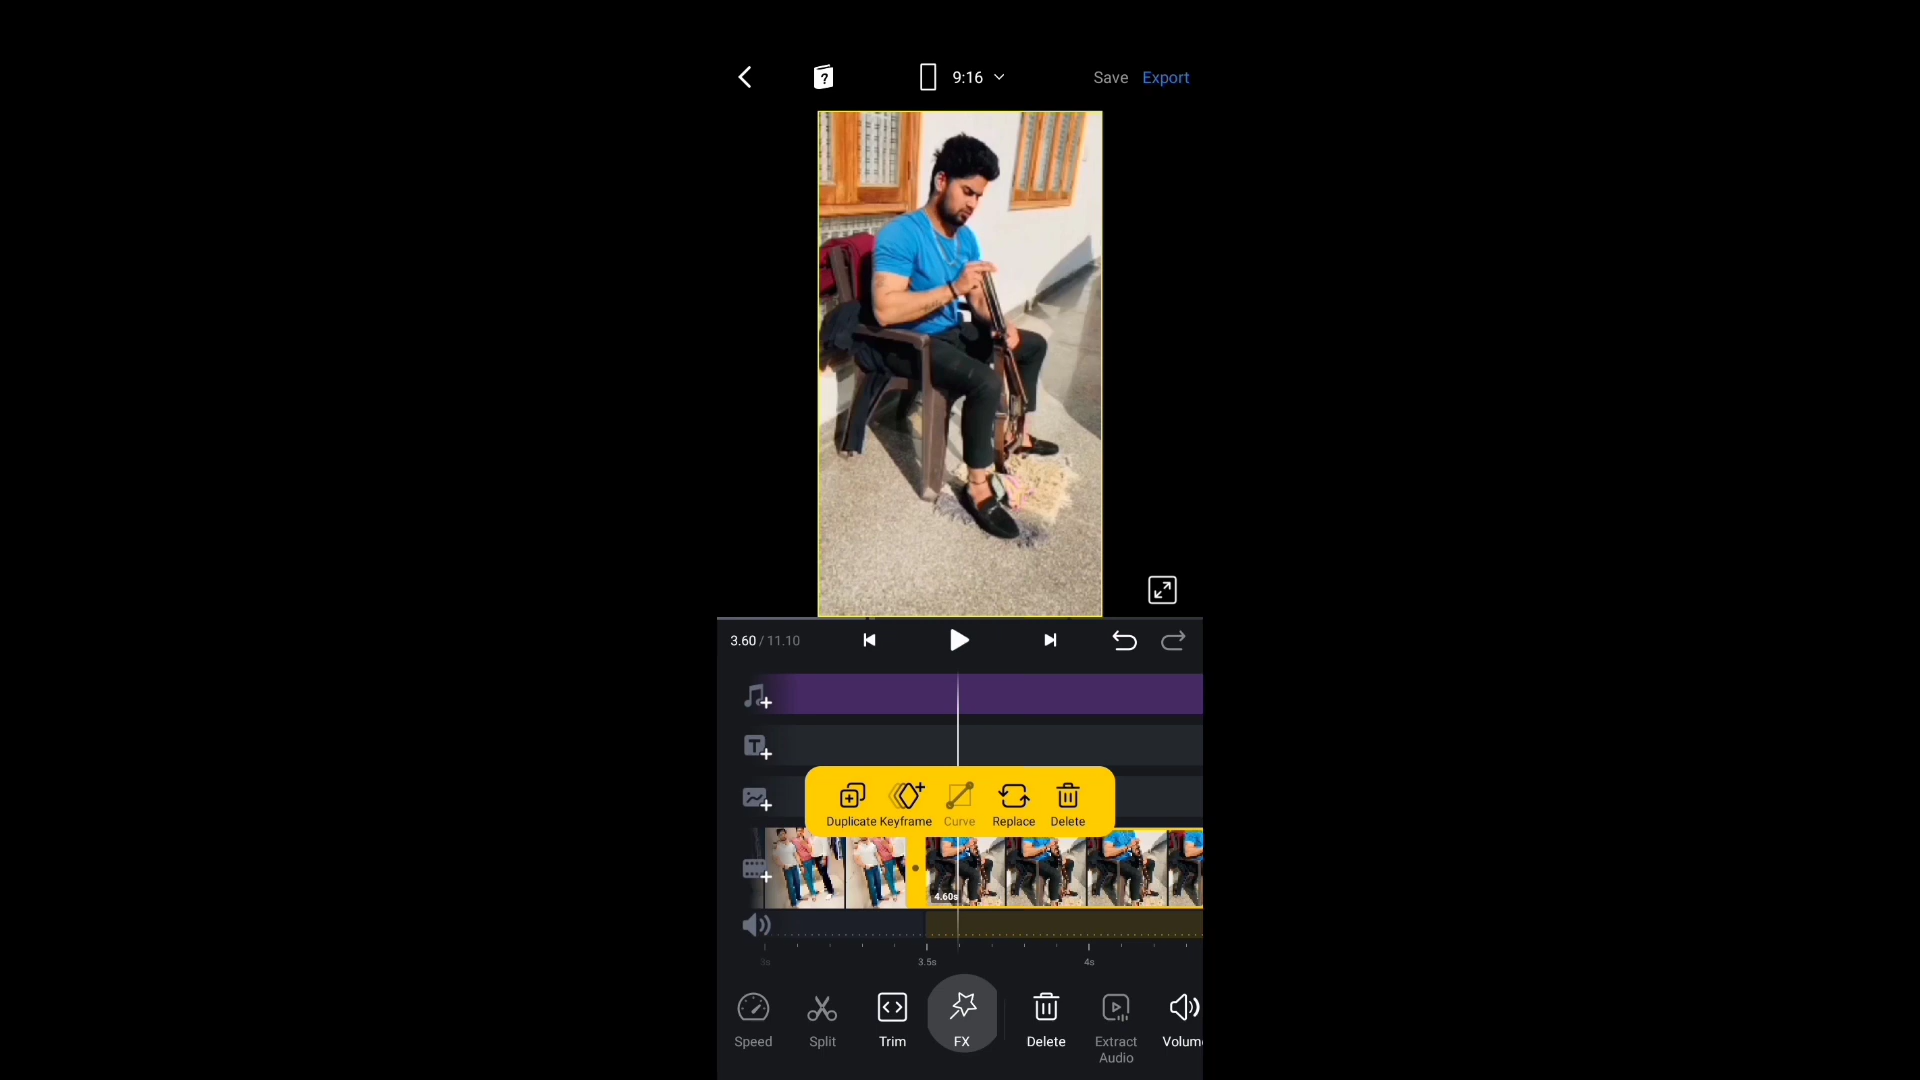 9:16
Save Export
3.60 / 11.10
Duplicate Keyframe Curve Replace Delete
4.60s
3s 3.5s 4s
Speed Split Trim FX Delete Extract Audio Volum